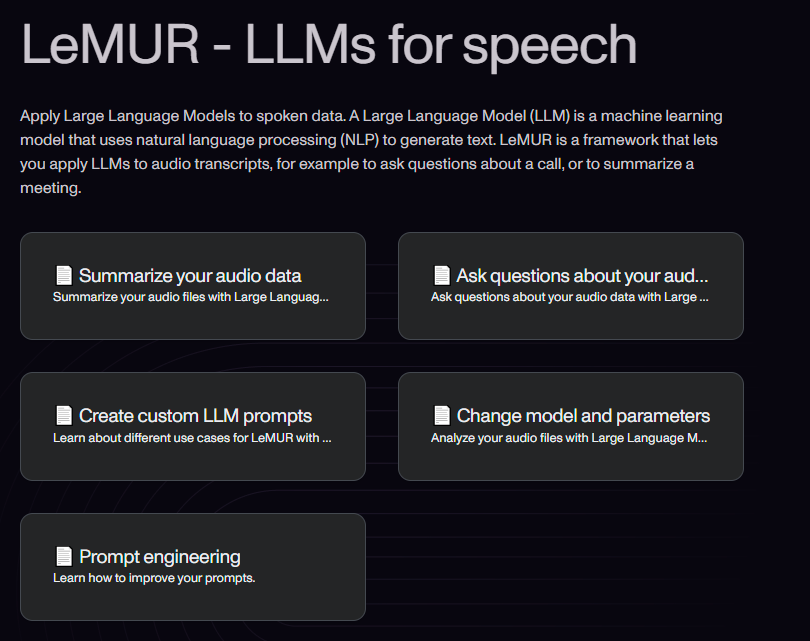 LeMUR - LLMs for speech
Apply Large Language Models to spoken data. A Large Language Model (LLM) is a machine learning
model that uses natural language processing (NLP) to generate text. LeMUR is a framework that lets
you apply LLMs to audio transcripts, for example to ask questions about a call, or to summarize a
meeting.
Summarize your audio data
Summarize your audio files with Large Languag...
Ask questions about your aud...
Ask questions about your audio data with Large ...
Create custom LLM prompts
Learn about different use cases for LeMUR with ...
Change model and parameters
Analyze your audio files with Large Language M...
Prompt engineering
Learn how to improve your prompts.